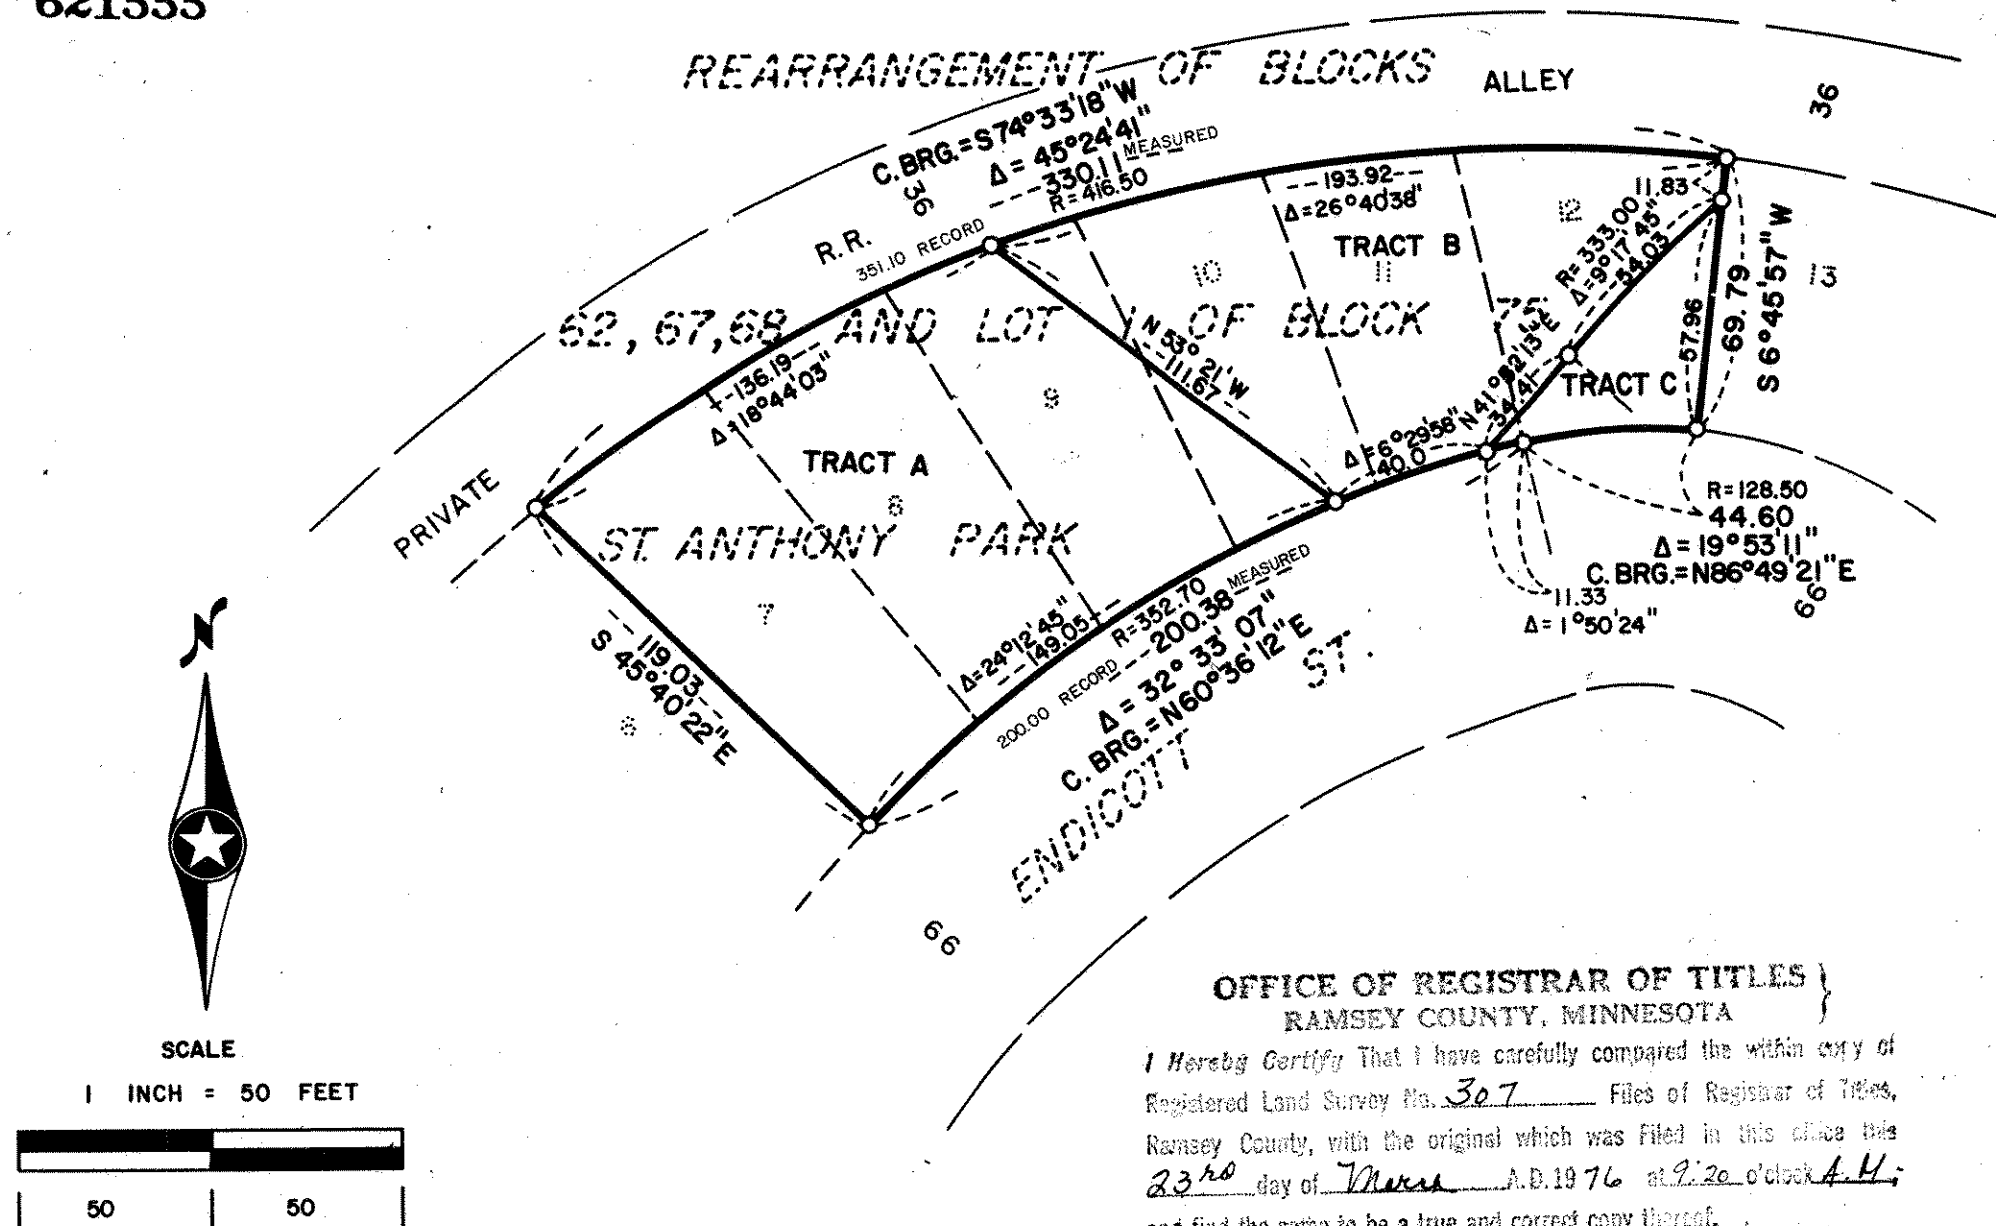 621555
REARRANGEMENT OF BLOCKS
ALLEY
36
C. BRG.=S74°33'18"W
Δ= 45°24'41"
330.11 MEASURED
R=416.50
36
R.R.
351.10 RECORD
193.92
Δ=26°40'38"
TRACT B
12
11.83
R=333.00
Δ=9°17'45"
54.03
57.96
69.79
S 6°45'57" W
13
10
11
62, 67, 68 AND LOT 1 OF BLOCK 75
136.19
Δ=18°44'03"
N 53°21'W
111.67
9
TRACT C
34.41
TRACT A
8
Δ=6°29'58"
40.0
PRIVATE
ST. ANTHONY PARK
R=128.50
44.60
Δ=19°53'11"
C. BRG.=N86°49'21"E
66
11.33
Δ=1°50'24"
7
N
119.03
S 45°40'22"E
Δ=24°12'45"
149.05
R=352.70
200.38 MEASURED
200.00 RECORD
Δ= 32°33'07"
C. BRG.=N60°36'12"E
ENDICOTT ST.
66
SCALE
1 INCH = 50 FEET
50 50
OFFICE OF REGISTRAR OF TITLES }
RAMSEY COUNTY, MINNESOTA
I Hereby Certify That I have carefully compared the within copy of
Registered Land Survey No. 307 Files of Registrar of Titles,
Ramsey County, with the original which was Filed in this office this
23rd day of March A.D. 1976 at 9:20 o'clock A.M;
and find the same to be a true and correct copy thereof.